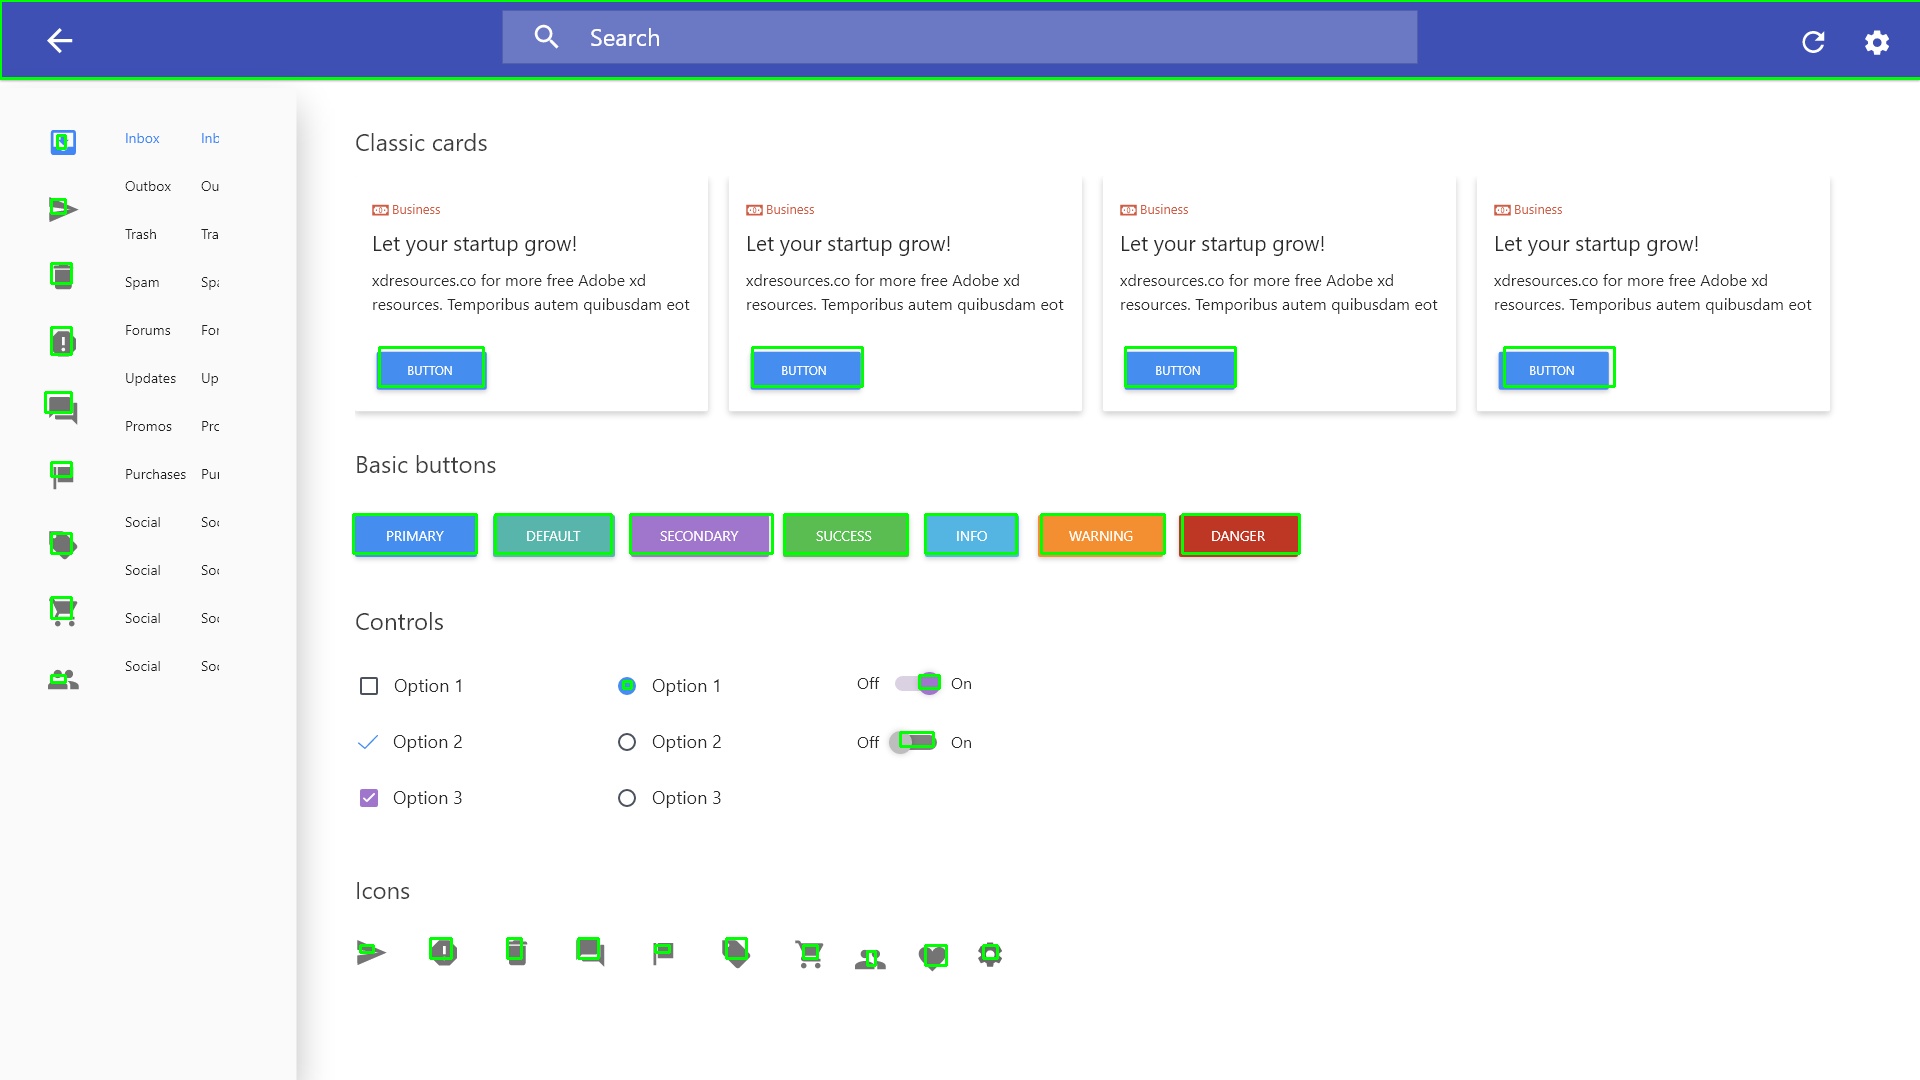 Search
Inbox Inb
Outbox Ou
Trash Tra
Spam Spa
Forums For
Updates Up
Promos Prc
Purchases Pur
Social Soc
Social Soc
Social Soc
Social Soc
Classic cards
Business
Let your startup grow!
xdresources.co for more free Adobe xd
resources. Temporibus autem quibusdam eot
BUTTON
Business
Let your startup grow!
xdresources.co for more free Adobe xd
resources. Temporibus autem quibusdam eot
BUTTON
Business
Let your startup grow!
xdresources.co for more free Adobe xd
resources. Temporibus autem quibusdam eot
BUTTON
Business
Let your startup grow!
xdresources.co for more free Adobe xd
resources. Temporibus autem quibusdam eot
BUTTON
Basic buttons
PRIMARY DEFAULT SECONDARY SUCCESS INFO WARNING DANGER
Controls
Option 1 Option 1 Off On
Option 2 Option 2 Off On
Option 3 Option 3
Icons